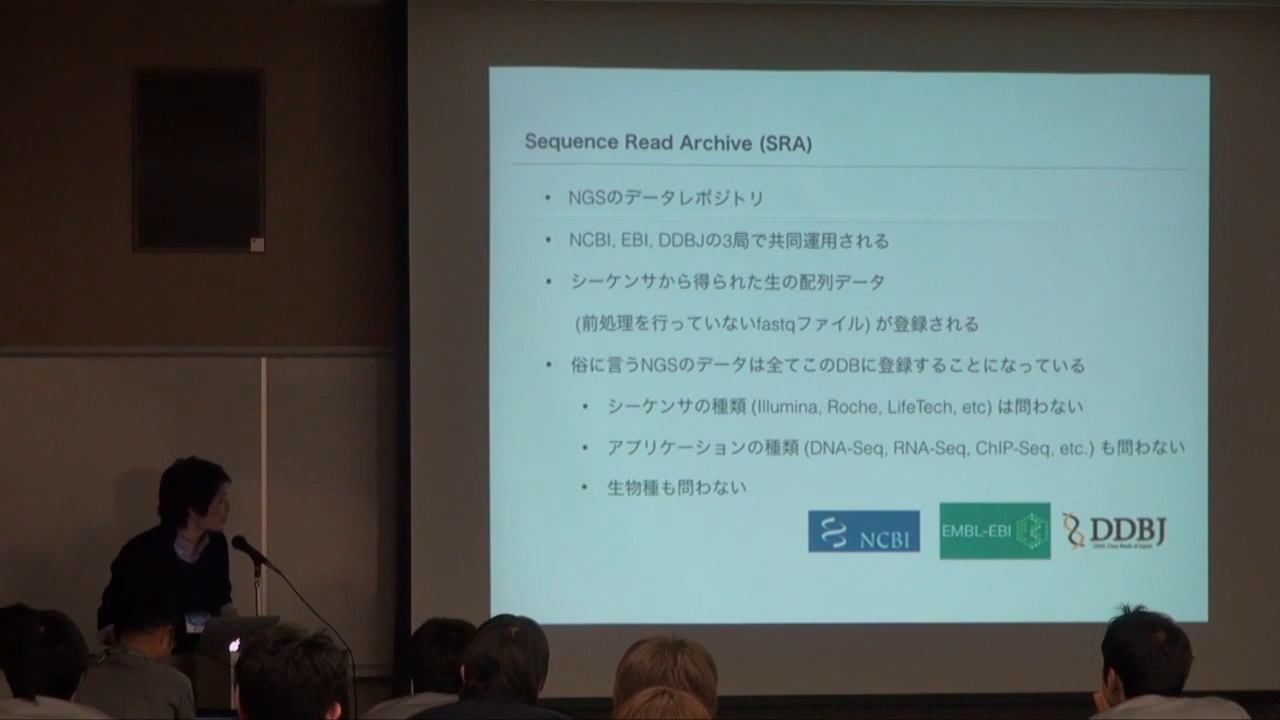 Sequence Read Archive (SRA)
• NGSのデータレポジトリ
• NCBI, EBI, DDBJの3局で共同運用される
• シーケンサから得られた生の配列データ
(前処理を行っていないfastqファイル) が登録される
• 俗に言うNGSのデータは全てこのDBに登録することになっている
• シーケンサの種類 (Illumina, Roche, LifeTech, etc) は問わない
• アプリケーションの種類 (DNA-Seq, RNA-Seq, ChIP-Seq, etc.) も問わない
• 生物種も問わない
NCBI
EMBL-EBI
DDBJ
DNA Data Bank of Japan